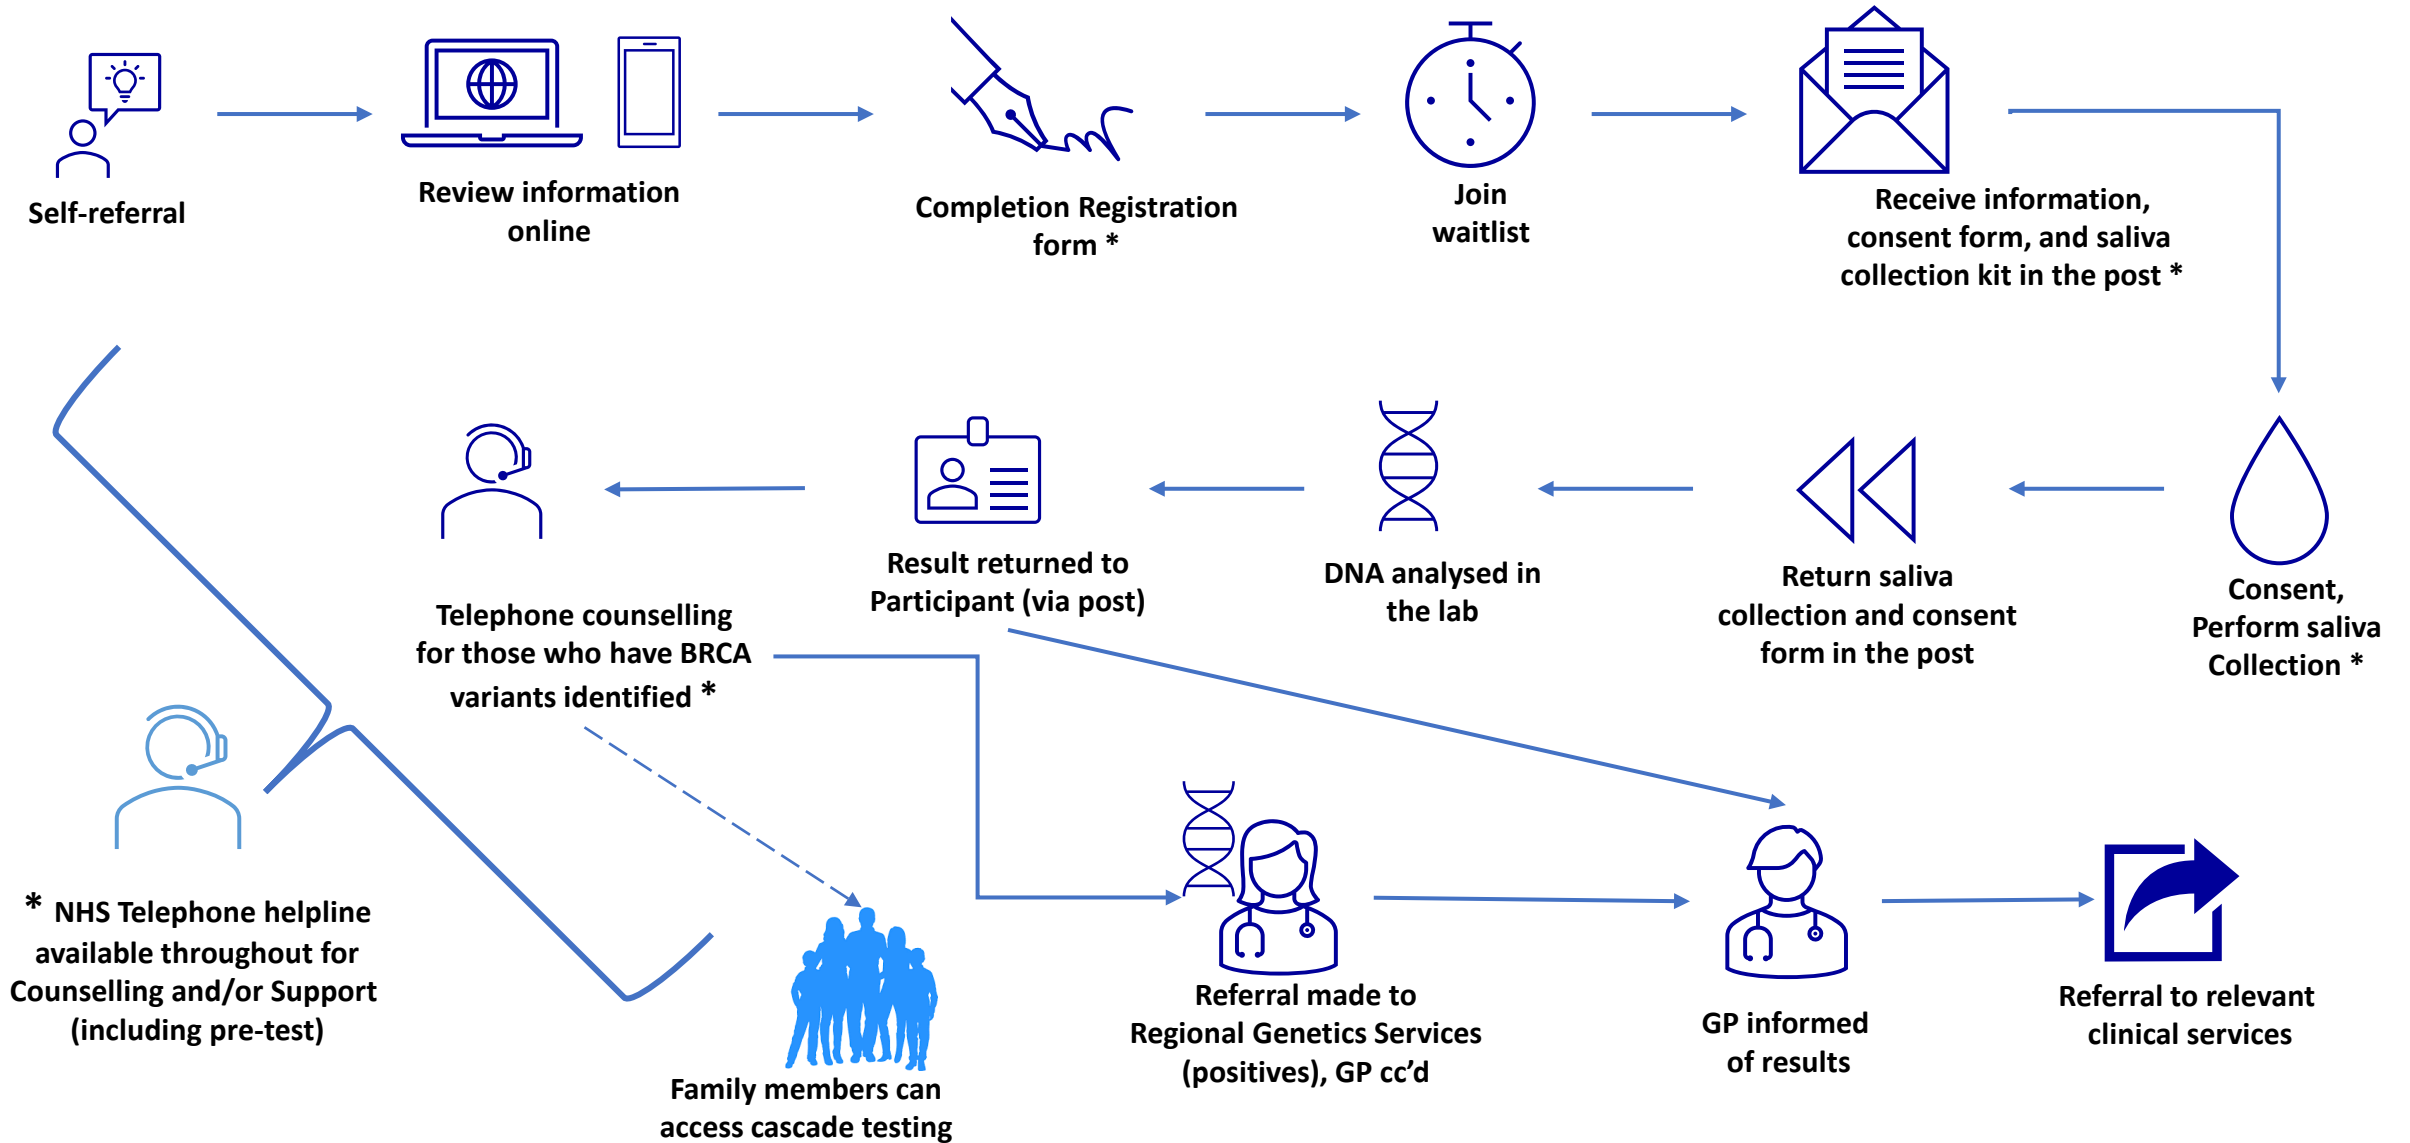 Self-referral
Review information
online
Completion Registration
form *
Join
waitlist
Receive information,
consent form, and saliva
collection kit in the post *
Consent,
Perform saliva
Collection *
Return saliva
collection and consent
form in the post
DNA analysed in
the lab
Result returned to
Participant (via post)
Telephone counselling
for those who have BRCA
variants identified *
* NHS Telephone helpline
available throughout for
Counselling and/or Support
(including pre-test)
Family members can
access cascade testing
Referral made to
Regional Genetics Services
(positives), GP cc’d
GP informed
of results
Referral to relevant
clinical services